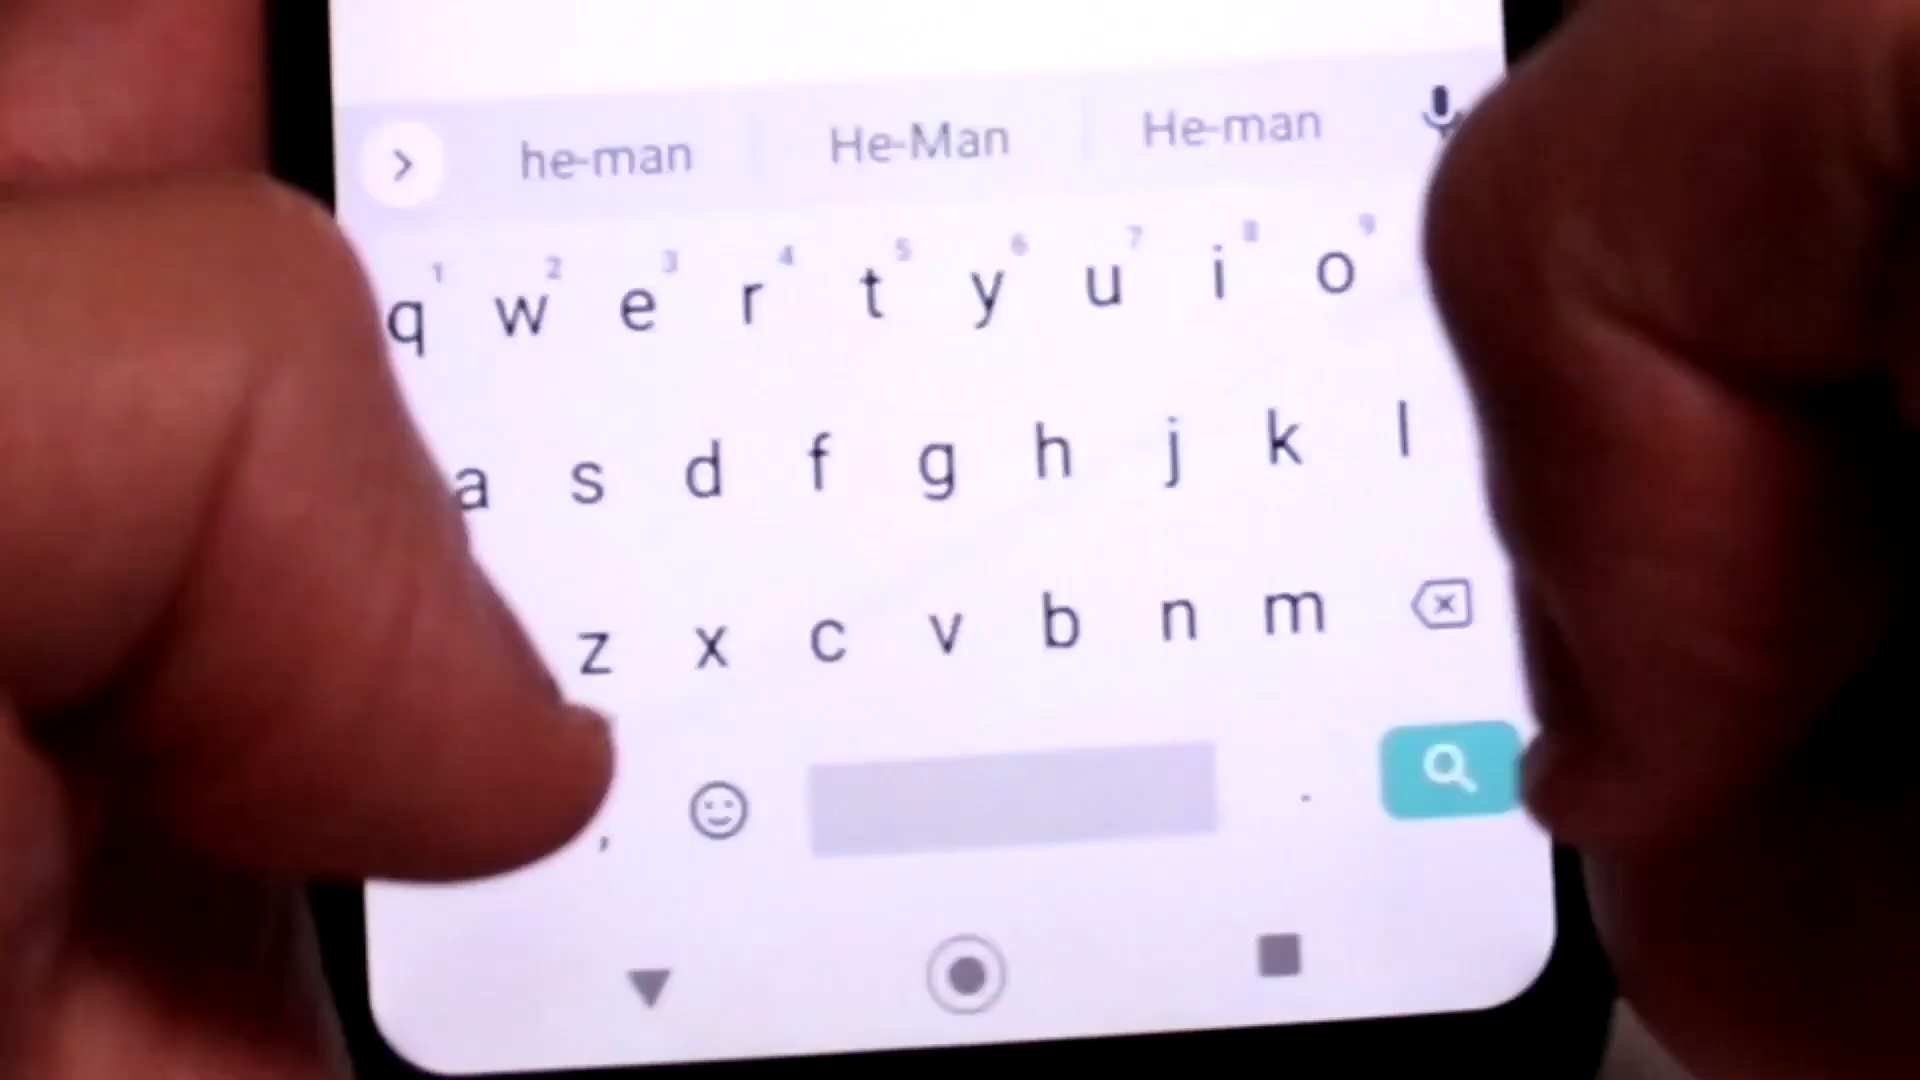 he-man He-Man He-man
1 2 3 4 5 6 7 8 9
q w e r t y u i o
a s d f g h j k l
z x c v b n m
, .